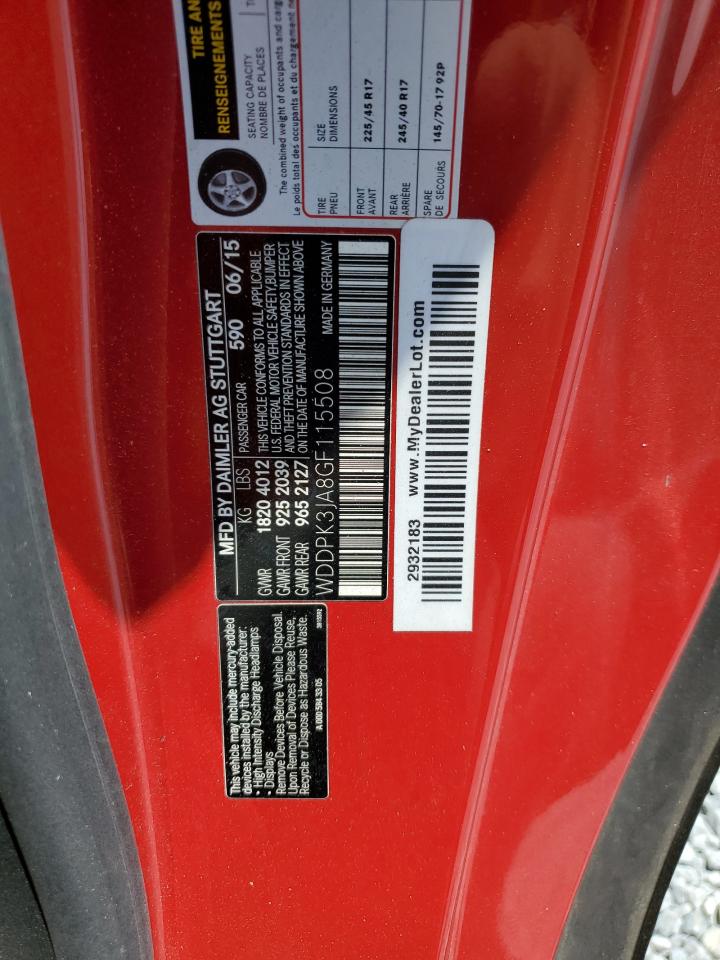 TIRE AN
RENSEIGNEMENTS
SEATING CAPACITY
NOMBRE DE PLACES
The combined weight of occupants and carg
Le poids total des occupants et du chargement
TIRE
PNEU
SIZE
DIMENSIONS
FRONT
AVANT
225/45 R17
REAR
ARRIÈRE
245/40 R17
SPARE
DE SECOURS
145/70-17 92P
MFD BY DAIMLER AG STUTTGART
KG LBS PASSENGER CAR 590 06/15
GVWR 1820 4012
GAWR FRONT 925 2039
GAWR REAR 965 2127
THIS VEHICLE CONFORMS TO ALL APPLICABLE
U.S. FEDERAL MOTOR VEHICLE SAFETY,BUMPER
AND THEFT PREVENTION STANDARDS IN EFFECT
ON THE DATE OF MANUFACTURE SHOWN ABOVE
WDDPK3JA8GF115508 MADE IN GERMANY
2932183 www.MyDealerLot.com
This vehicle may include mercury-added
devices installed by the manufacturer:
• High Intensity Discharge Headlamps
• Displays
Remove Devices Before Vehicle Disposal.
Upon Removal of Devices Please Reuse,
Recycle or Dispose as Hazardous Waste.
A 000 584 33 05